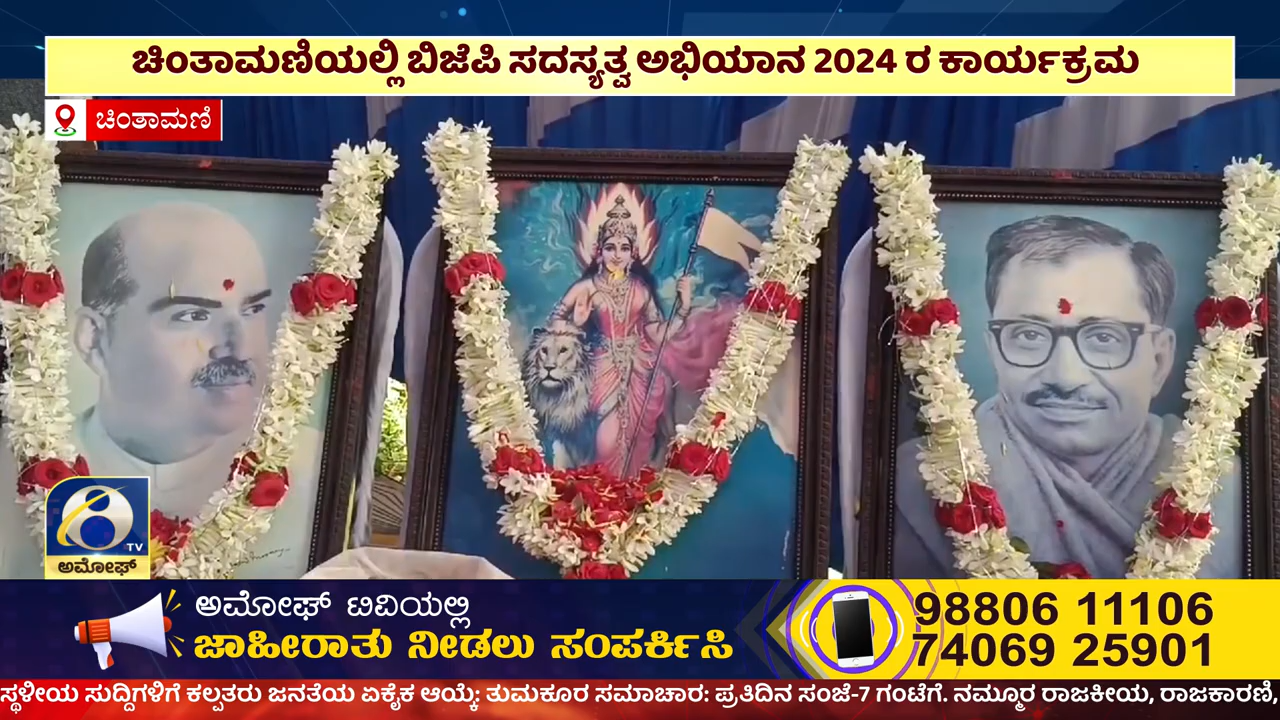 ಚಿಂತಾಮಣಿಯಲ್ಲಿ ಬಿಜೆಪಿ ಸದಸ್ಯತ್ವ ಅಭಿಯಾನ 2024 ರ ಕಾರ್ಯಕ್ರಮ
ಚಿಂತಾಮಣಿ
TV
ಅಮೋಘ್
ಅಮೋಘ್ ಟಿವಿಯಲ್ಲಿ
ಜಾಹೀರಾತು ನೀಡಲು ಸಂಪರ್ಕಿಸಿ
98806 11106
74069 25901
ಸ್ಥಳೀಯ ಸುದ್ದಿಗಳಿಗೆ ಕಲ್ಪತರು ಜನತೆಯ ಏಕೈಕ ಆಯ್ಕೆ: ತುಮಕೂರ ಸಮಾಚಾರ: ಪ್ರತಿದಿನ ಸಂಜೆ-7 ಗಂಟೆಗೆ. ನಮ್ಮೂರ ರಾಜಕೀಯ, ರಾಜಕಾರಣಿ,